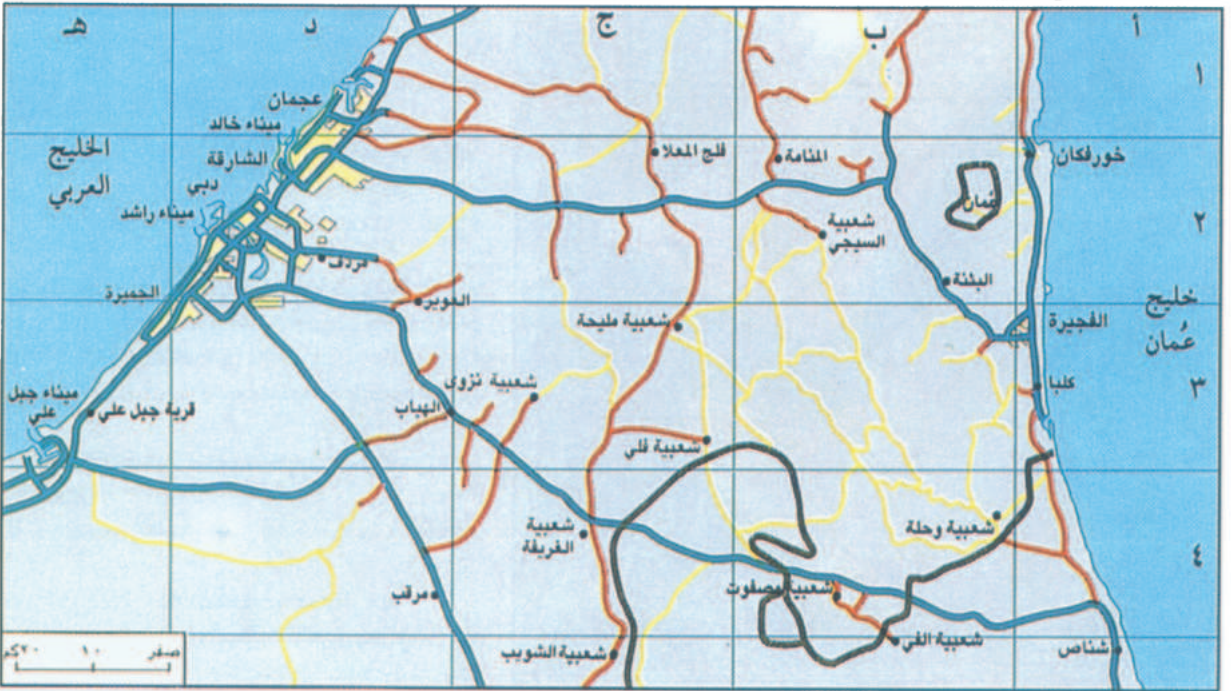 أ
ب
ج
د
هـ
١
عجمان
ميناء خالد
الشارقة
دبي
ميناء راشد
الخليج
العربي
فلج المعلا
المنامة
خورفكان
عُمان
٢
شعبية
السيجي
مردف
العوير
البثنة
الجميرة
شعبية مليحة
الفجيرة
خليج
عُمان
شعبية نزوى
الهباب
كلبا
٣
ميناء جبل
علي
قرية جبل علي
شعبية فلي
شعبية
الغريفة
شعبية وحلة
٤
مرقب
شعبية مصفوت
شعبية الشويب
شعبية الفي
شناص
صفر ١٠ ٢٠كم